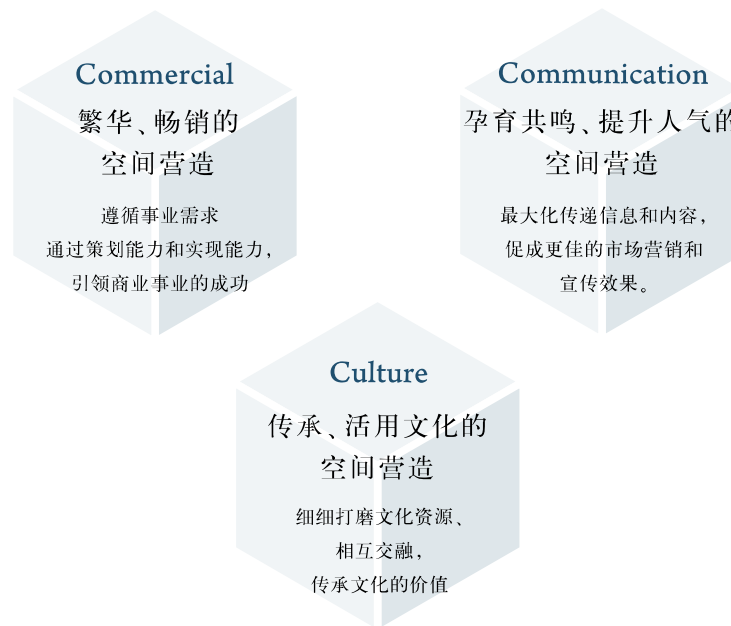 Commercial
繁华、畅销的
空间营造
遵循事业需求
通过策划能力和实现能力，
引领商业事业的成功
Communication
孕育共鸣、提升人气的
空间营造
最大化传递信息和内容，
促成更佳的市场营销和
宣传效果。
Culture
传承、活用文化的
空间营造
细细打磨文化资源、
相互交融，
传承文化的价值